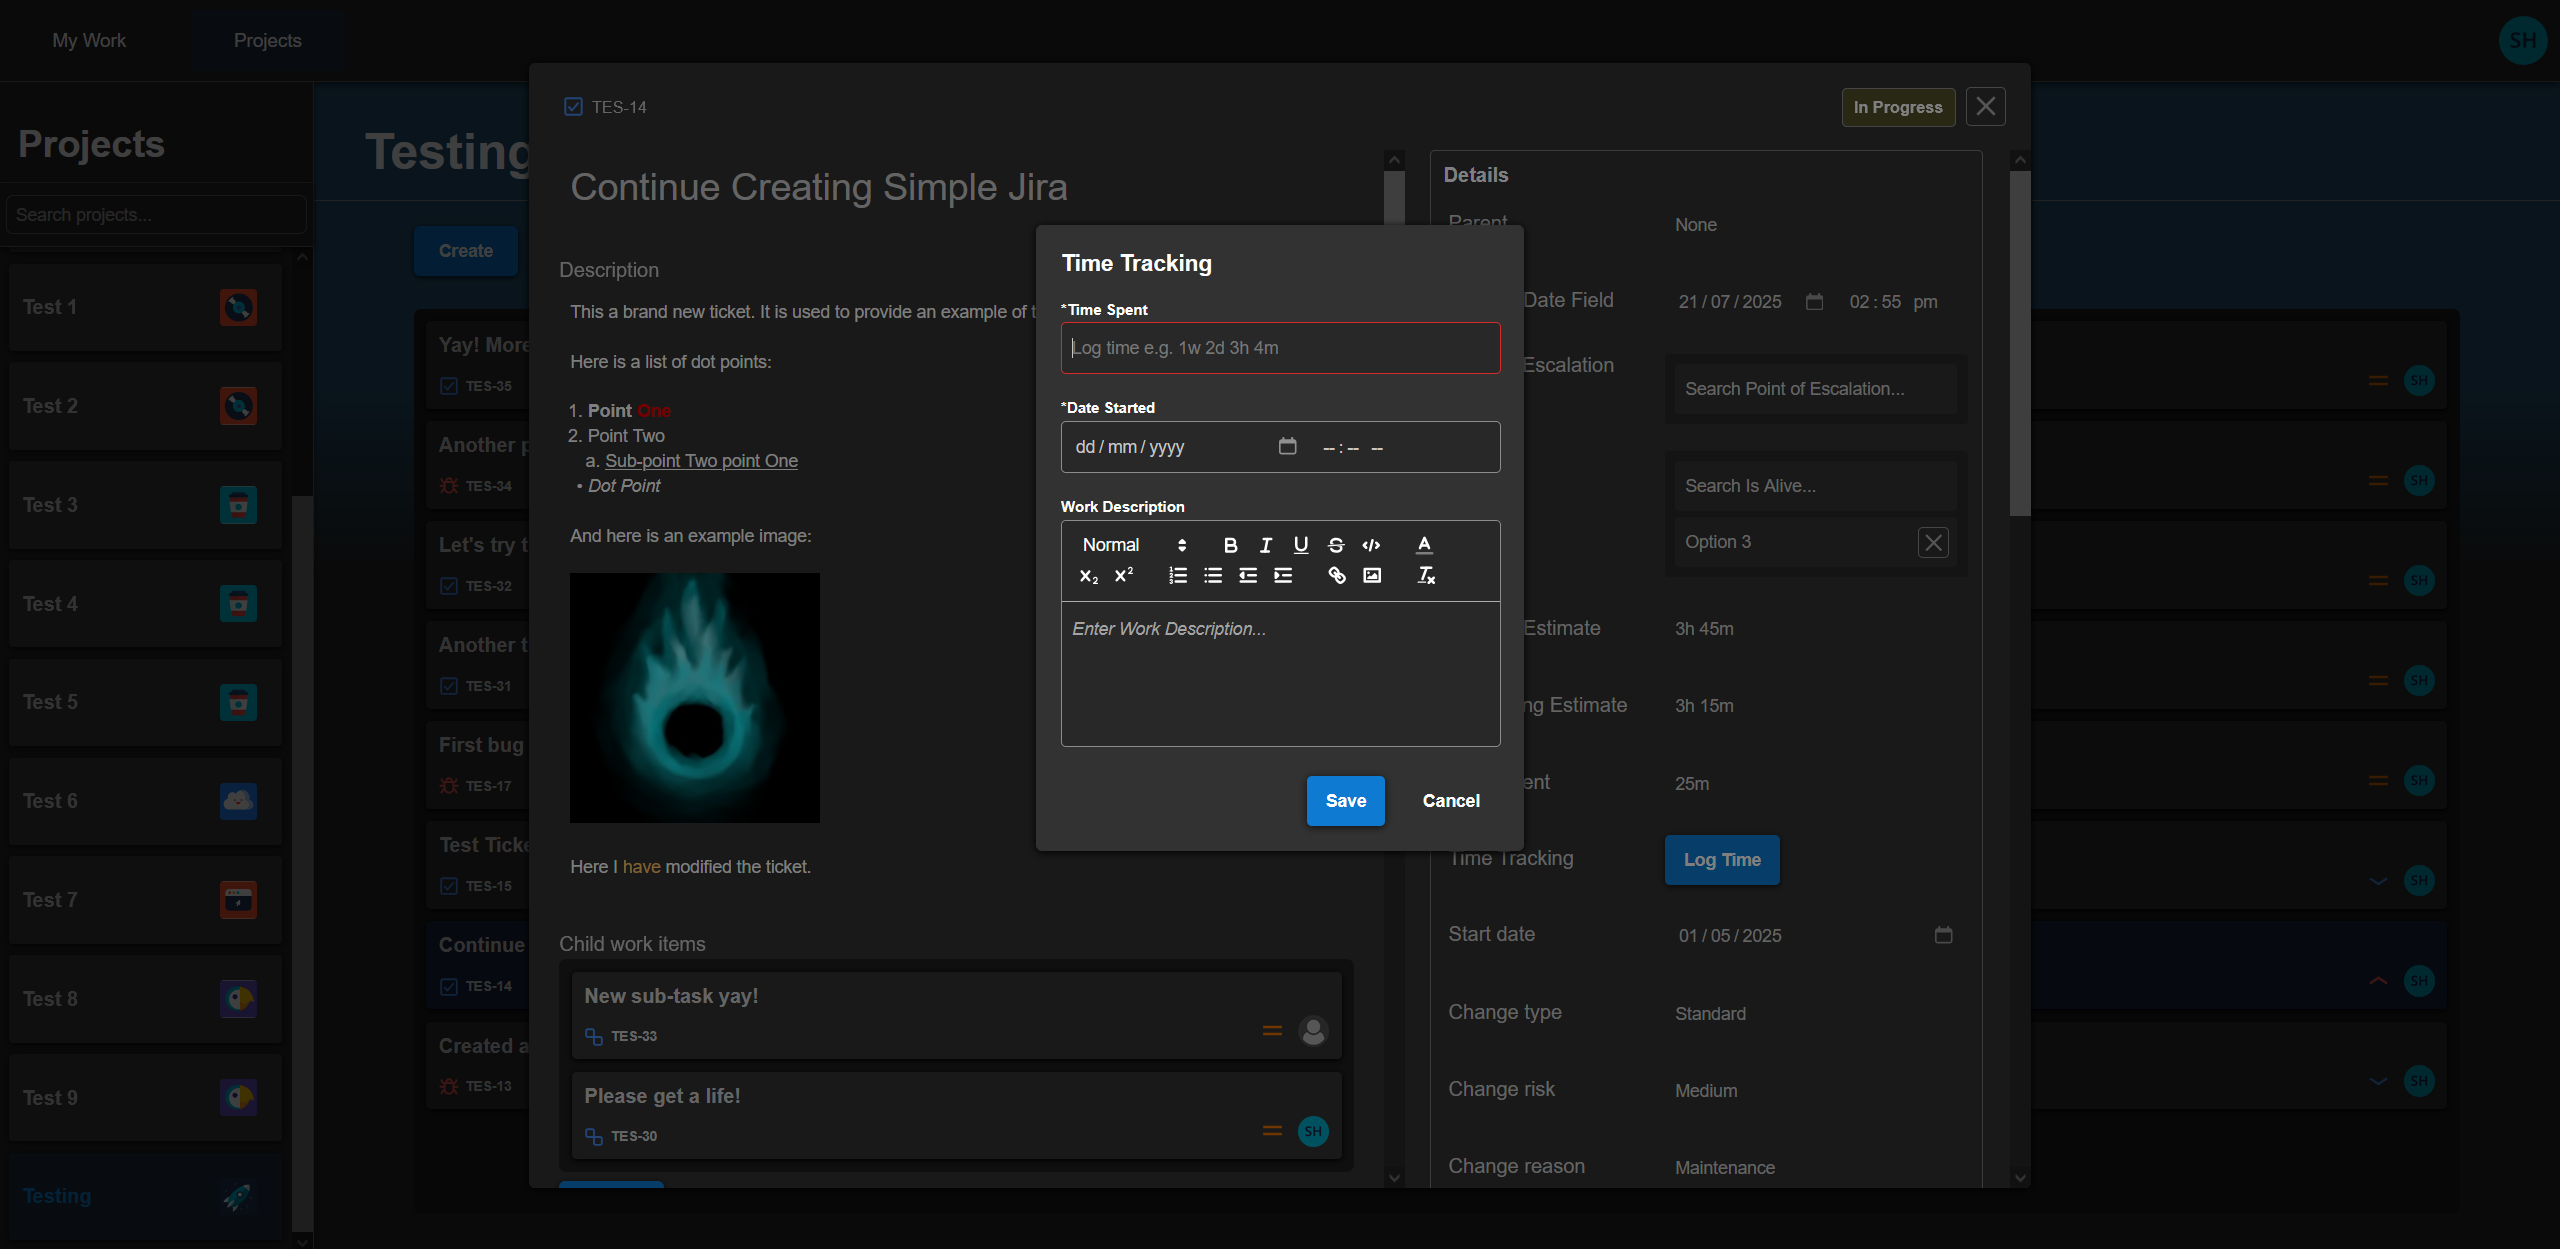 My Work
Projects
SH
Projects
Search projects...
Test 1
Test 2
Test 3
Test 4
Test 5
Test 6
Test 7
Test 8
Test 9
Testing
Testing
Create
Yay! More
TES-35
Another p
TES-34
Let's try t
TES-32
Another t
TES-31
First bug
TES-17
Test Ticke
TES-15
Continue
TES-14
Created a
TES-13
TES-14
In Progress
Continue Creating Simple Jira
Description
This a brand new ticket. It is used to provide an example of t
Here is a list of dot points:
1. Point One
2. Point Two
a. Sub-point Two point One
• Dot Point
And here is an example image:
Here I have modified the ticket.
Child work items
New sub-task yay!
TES-33
Please get a life!
TES-30
SH
Time Tracking
*Time Spent
Log time e.g. 1w 2d 3h 4m
*Date Started
dd/mm/yyyy --:-- --
Work Description
Normal
Enter Work Description...
Save
Cancel
Details
Parent
None
Date Field
21/07/2025 02:55 pm
Escalation
Search Point of Escalation...
Search Is Alive...
Option 3
Estimate
3h 45m
ng Estimate
3h 15m
ent
25m
Time Tracking
Log Time
Start date
01/05/2025
Change type
Standard
Change risk
Medium
Change reason
Maintenance
SH
SH
SH
SH
SH
SH
SH
SH